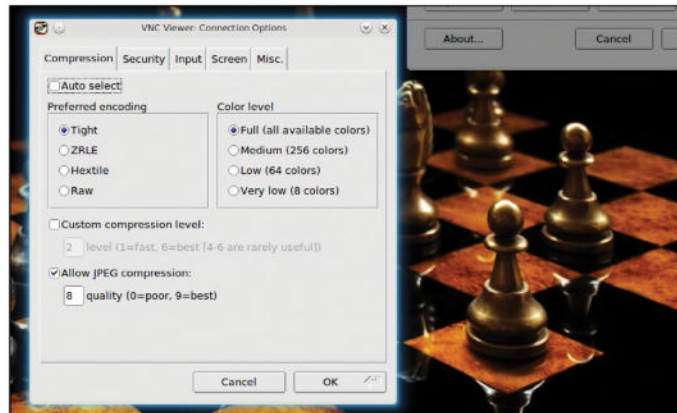 VNC Viewer: Connection Options
About...
Cancel
Compression Security Input Screen Misc.
Auto select
Preferred encoding
Tight
ZRLE
Hextile
Raw
Color level
Full (all available colors)
Medium (256 colors)
Low (64 colors)
Very low (8 colors)
Custom compression level:
2 level (1=fast, 6=best [4-6 are rarely useful])
Allow JPEG compression:
8 quality (0=poor, 9=best)
Cancel OK